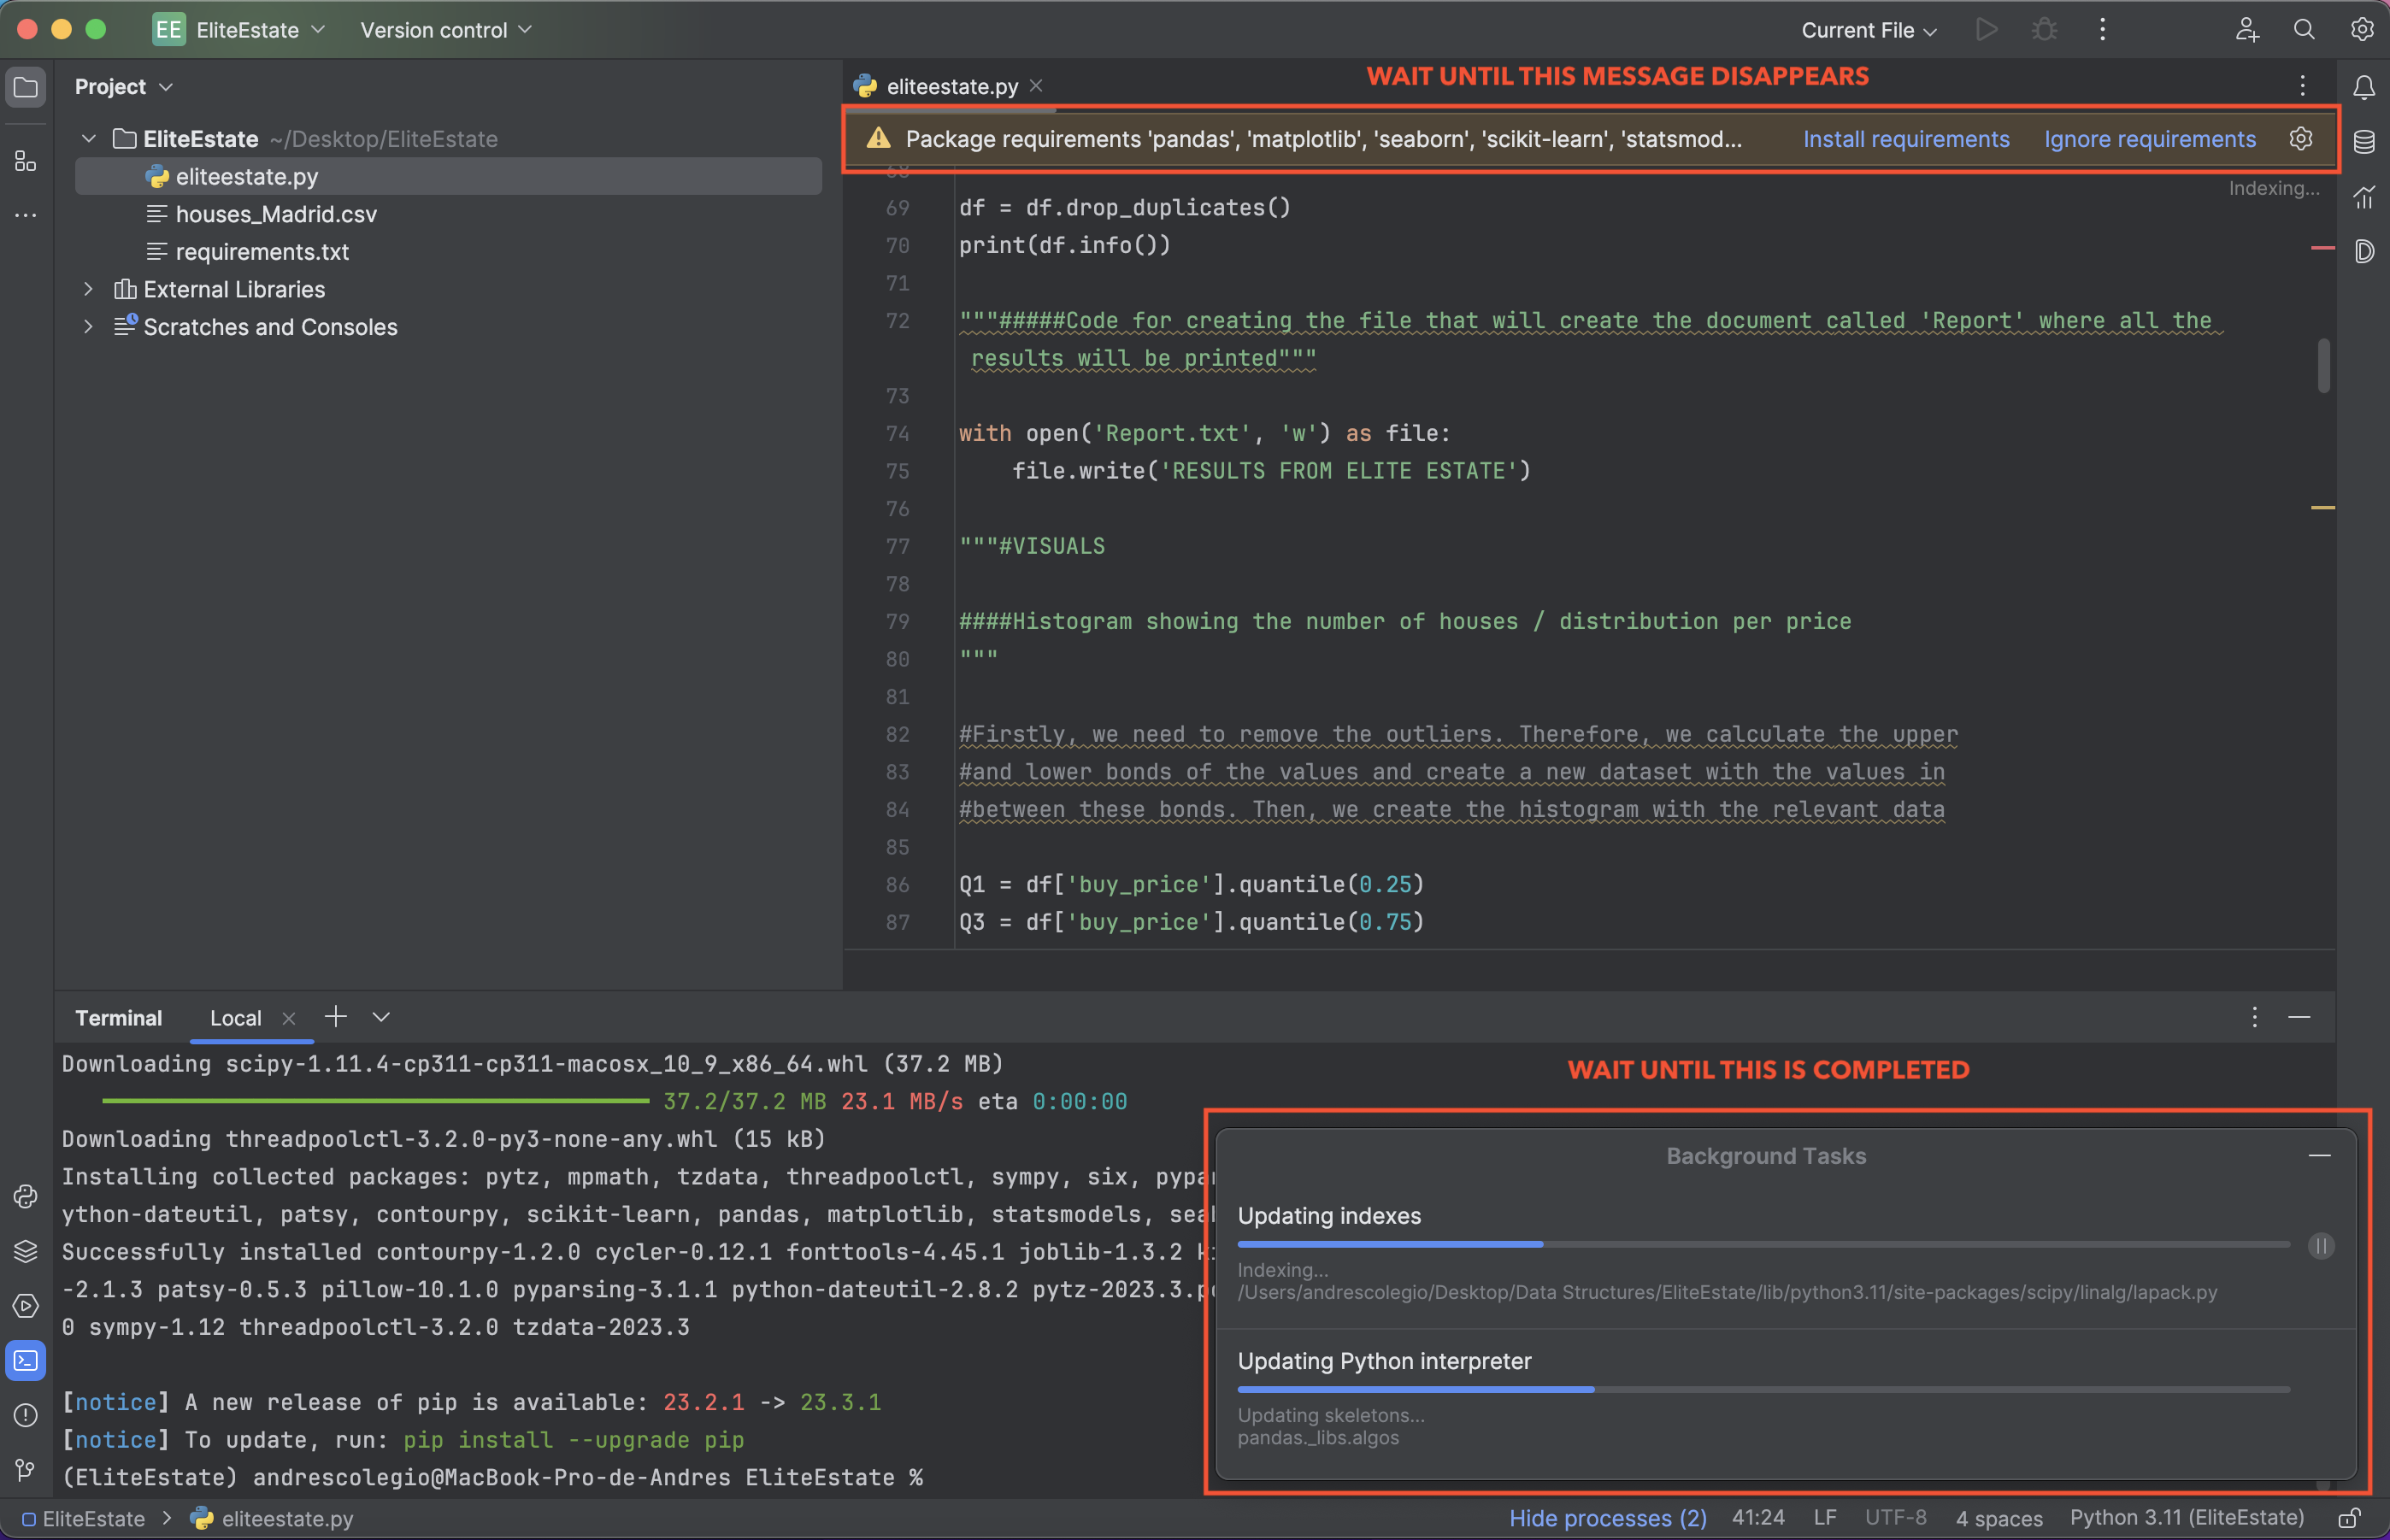 EE EliteEstate Version control Current File
Project
eliteestate.py
WAIT UNTIL THIS MESSAGE DISAPPEARS
EliteEstate ~/Desktop/EliteEstate
eliteestate.py
houses_Madrid.csv
requirements.txt
External Libraries
Scratches and Consoles
Package requirements 'pandas', 'matplotlib', 'seaborn', 'scikit-learn', 'statsmod... Install requirements Ignore requirements
Indexing...
68
69 df = df.drop_duplicates()
70 print(df.info())
71
72 """#####Code for creating the file that will create the document called 'Report' where all the
results will be printed"""
73
74 with open('Report.txt', 'w') as file:
75 file.write('RESULTS FROM ELITE ESTATE')
76
77 """#VISUALS
78
79 ####Histogram showing the number of houses / distribution per price
80 """
81
82 #Firstly, we need to remove the outliers. Therefore, we calculate the upper
83 #and lower bonds of the values and create a new dataset with the values in
84 #between these bonds. Then, we create the histogram with the relevant data
85
86 Q1 = df['buy_price'].quantile(0.25)
87 Q3 = df['buy_price'].quantile(0.75)
Terminal Local
Downloading scipy-1.11.4-cp311-cp311-macosx_10_9_x86_64.whl (37.2 MB)
37.2/37.2 MB 23.1 MB/s eta 0:00:00
Downloading threadpoolctl-3.2.0-py3-none-any.whl (15 kB)
Installing collected packages: pytz, mpmath, tzdata, threadpoolctl, sympy, six, pypar
ython-dateutil, patsy, contourpy, scikit-learn, pandas, matplotlib, statsmodels, sea
Successfully installed contourpy-1.2.0 cycler-0.12.1 fonttools-4.45.1 joblib-1.3.2 k
-2.1.3 patsy-0.5.3 pillow-10.1.0 pyparsing-3.1.1 python-dateutil-2.8.2 pytz-2023.3.p
0 sympy-1.12 threadpoolctl-3.2.0 tzdata-2023.3
[notice] A new release of pip is available: 23.2.1 -> 23.3.1
[notice] To update, run: pip install --upgrade pip
(EliteEstate) andrescolegio@MacBook-Pro-de-Andres EliteEstate %
WAIT UNTIL THIS IS COMPLETED
Background Tasks
Updating indexes
Indexing...
/Users/andrescolegio/Desktop/Data Structures/EliteEstate/lib/python3.11/site-packages/scipy/linalg/lapack.py
Updating Python interpreter
Updating skeletons...
pandas._libs.algos
EliteEstate > eliteestate.py Hide processes (2) 41:24 LF UTF-8 4 spaces Python 3.11 (EliteEstate)